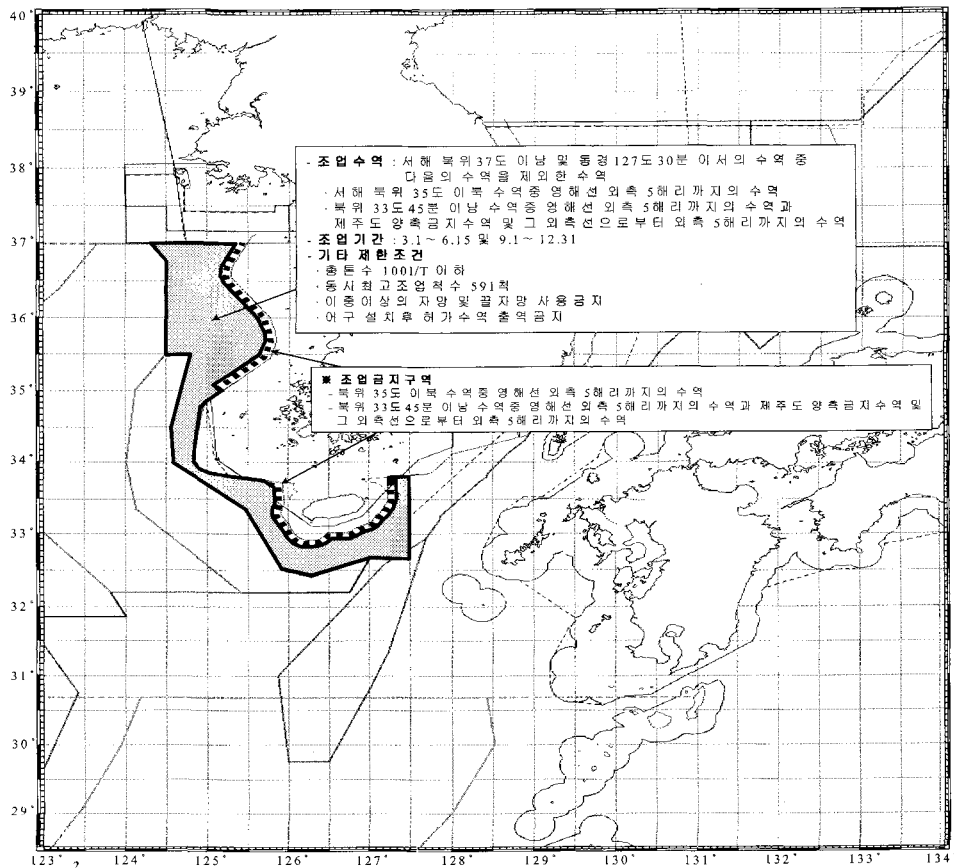 40°
39°
38°
37°
36°
35°
34°
33°
32°
31°
30°
29°
- 조업수역 : 서해 북위37도 이남 및 동경127도30분 이서의 수역 중
다음의 수역을 제외한 수역
· 서해 북위 35도 이북 수역중 영해선 외측 5해리까지의 수역
· 북위 33도 45분 이남 수역중 영해선 외측 5해리까지의 수역과
제주도 양측금지수역 및 그 외측선으로부터 외측 5해리까지의 수역
- 조업기간 : 3.1 ~ 6.15 및 9.1 ~ 12.31
- 기타 제한조건
· 총톤수 100I/T 이하
· 동시최고조업척수 591척
· 이중이상의 자망 및 끌자망 사용금지
· 어구 설치후 허가수역 출역금지
※ 조업금지구역
- 북위 35도 이북 수역중 영해선 외측 5해리까지의 수역
- 북위 33도45분 이남 수역중 영해선 외측 5해리까지의 수역과 제주도 양측금지수역 및
그 외측선으로부터 외측 5해리까지의 수역
123° 124° 125° 126° 127° 128° 129° 130° 131° 132° 133° 134°
2